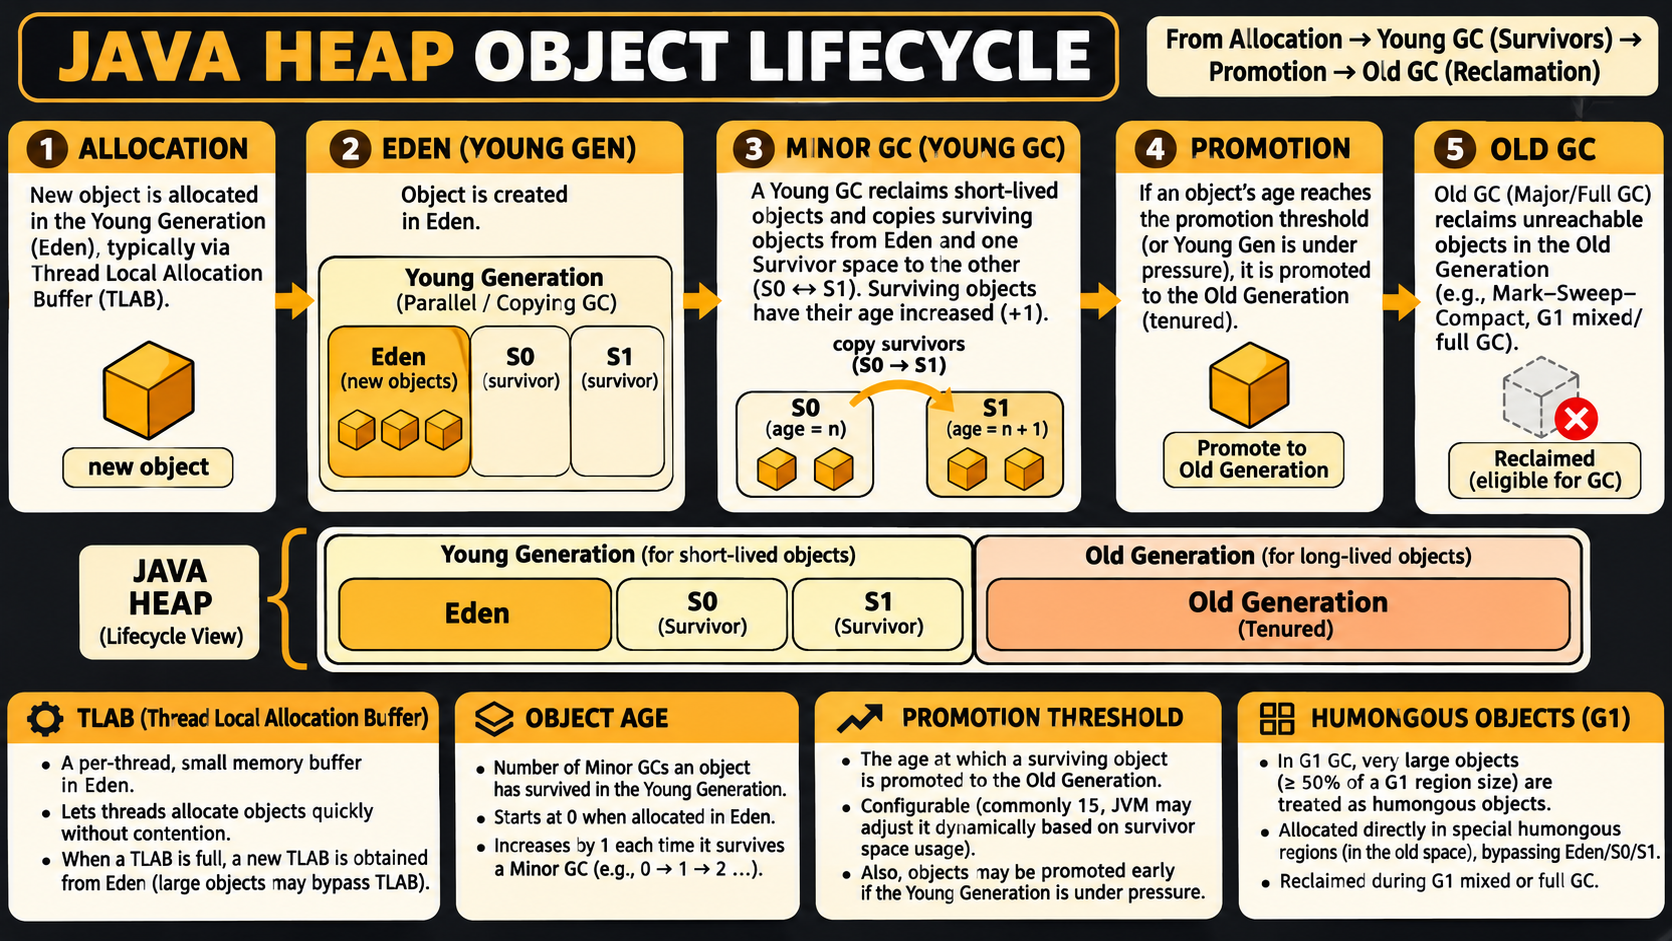 JAVA HEAP OBJECT LIFECYCLE
From Allocation → Young GC (Survivors) →
Promotion → Old GC (Reclamation)
1 ALLOCATION
New object is allocated
in the Young Generation
(Eden), typically via
Thread Local Allocation
Buffer (TLAB).
new object
2 EDEN (YOUNG GEN)
Object is created
in Eden.
Young Generation
(Parallel / Copying GC)
Eden
(new objects)
S0
(survivor)
S1
(survivor)
3 MINOR GC (YOUNG GC)
A Young GC reclaims short-lived
objects and copies surviving
objects from Eden and one
Survivor space to the other
(S0 ↔ S1). Surviving objects
have their age increased (+1).
copy survivors
(S0 → S1)
S0
(age = n)
S1
(age = n + 1)
4 PROMOTION
If an object's age reaches
the promotion threshold
(or Young Gen is under
pressure), it is promoted
to the Old Generation
(tenured).
Promote to
Old Generation
5 OLD GC
Old GC (Major/Full GC)
reclaims unreachable
objects in the Old
Generation
(e.g., Mark–Sweep–
Compact, G1 mixed/
full GC).
Reclaimed
(eligible for GC)
JAVA
HEAP
(Lifecycle View)
Young Generation (for short-lived objects)
Eden
S0
(Survivor)
S1
(Survivor)
Old Generation (for long-lived objects)
Old Generation
(Tenured)
TLAB (Thread Local Allocation Buffer)
• A per-thread, small memory buffer
in Eden.
• Lets threads allocate objects quickly
without contention.
• When a TLAB is full, a new TLAB is obtained
from Eden (large objects may bypass TLAB).
OBJECT AGE
• Number of Minor GCs an object
has survived in the Young Generation.
• Starts at 0 when allocated in Eden.
• Increases by 1 each time it survives
a Minor GC (e.g., 0 → 1 → 2 ...).
PROMOTION THRESHOLD
• The age at which a surviving object
is promoted to the Old Generation.
• Configurable (commonly 15, JVM may
adjust it dynamically based on survivor
space usage).
• Also, objects may be promoted early
if the Young Generation is under pressure.
HUMONGOUS OBJECTS (G1)
• In G1 GC, very large objects
(≥ 50% of a G1 region size) are
treated as humongous objects.
• Allocated directly in special humongous
regions (in the old space), bypassing Eden/S0/S1.
• Reclaimed during G1 mixed or full GC.